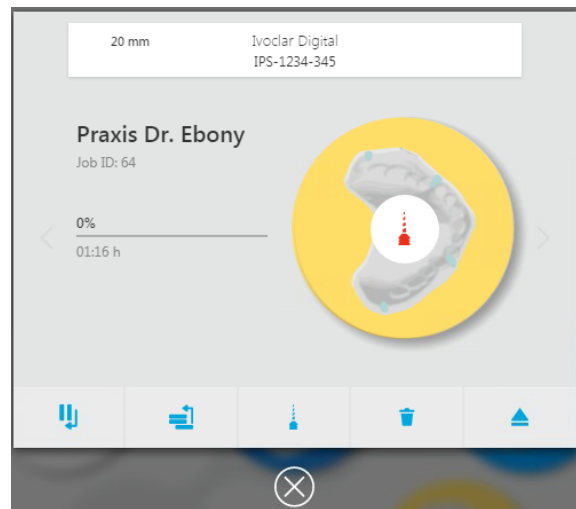 20 mm
Ivoclar Digital
IPS-1234-345
Praxis Dr. Ebony
Job ID: 64
0%
01:16 h